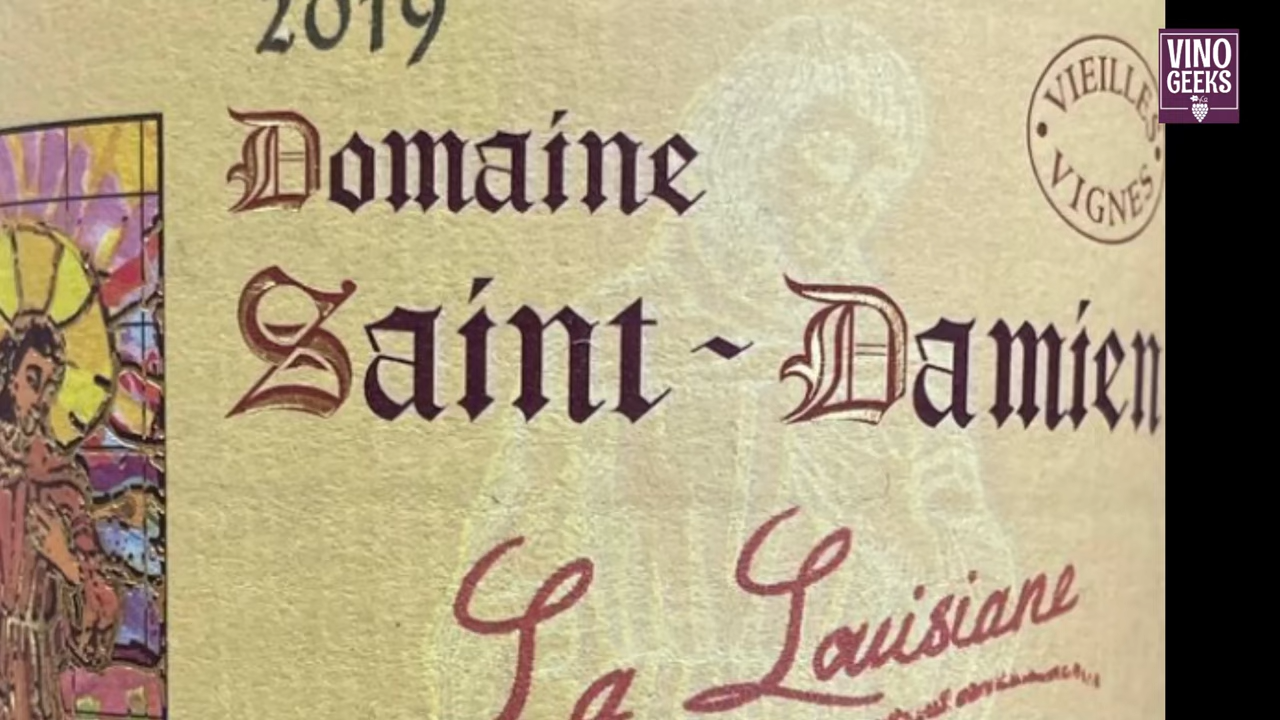 2019
VINO
GEEKS
VIEILLES
VIGNES
Domaine
Saint-Damien
La Louisiane